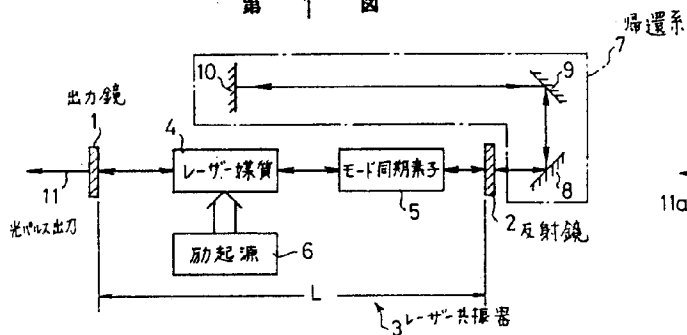 第 1 図
帰還系
7
10
9
出力鏡
1
4
レーザー媒質
モード同期素子
8
11
5
2 反射鏡
11a
光パルス出力
励起源
6
L
3 レーザー共振器